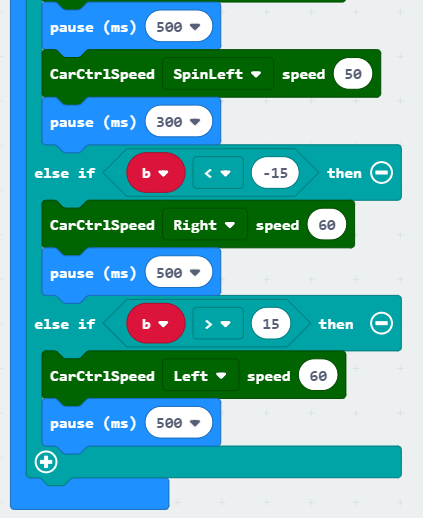 pause (ms) 500
CarCtrlSpeed SpinLeft speed 50
pause (ms) 300
else if b < -15 then
CarCtrlSpeed Right speed 60
pause (ms) 500
else if b > 15 then
CarCtrlSpeed Left speed 60
pause (ms) 500